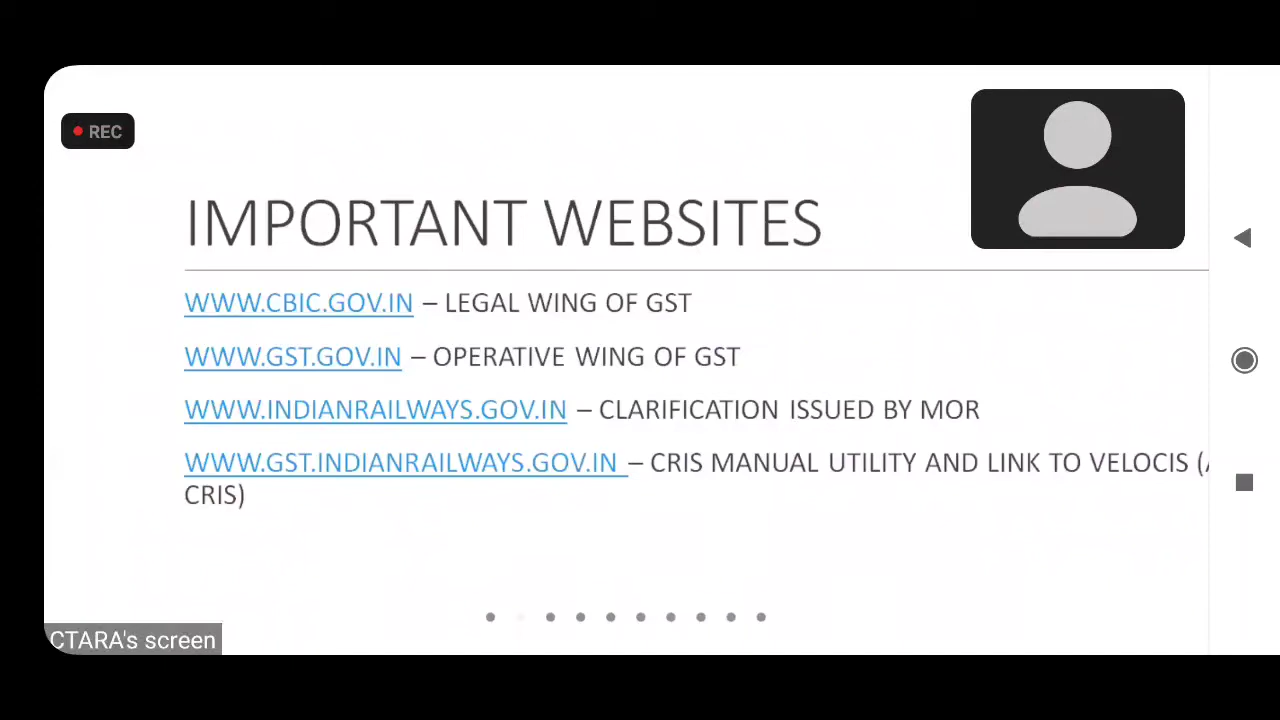 REC
IMPORTANT WEBSITES
WWW.CBIC.GOV.IN – LEGAL WING OF GST
WWW.GST.GOV.IN – OPERATIVE WING OF GST
WWW.INDIANRAILWAYS.GOV.IN – CLARIFICATION ISSUED BY MOR
WWW.GST.INDIANRAILWAYS.GOV.IN – CRIS MANUAL UTILITY AND LINK TO VELOCIS (
CRIS)
CTARA's screen